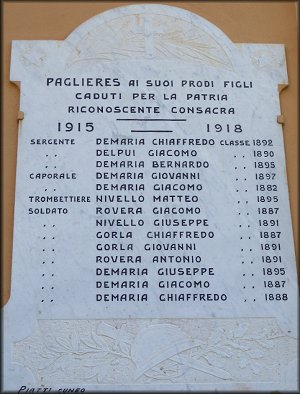 PAGLIERES AI SUOI PRODI FIGLI
CADUTI PER LA PATRIA
RICONOSCENTE CONSACRA
1915 1918
SERGENTE DEMARIA CHIAFFREDO CLASSE 1892
,, DELPUI GIACOMO ,, 1890
,, DEMARIA BERNARDO ,, 1895
CAPORALE DEMARIA GIOVANNI ,, 1897
,, DEMARIA GIACOMO ,, 1882
TROMBETTIERE NIVELLO MATTEO ,, 1895
SOLDATO ROVERA GIACOMO ,, 1887
,, NIVELLO GIUSEPPE ,, 1891
,, GORLA CHIAFFREDO ,, 1887
,, GORLA GIOVANNI ,, 1891
,, ROVERA ANTONIO ,, 1891
,, DEMARIA GIUSEPPE ,, 1895
,, DEMARIA GIACOMO ,, 1887
,, DEMARIA CHIAFFREDO ,, 1888
PIATTI CUNEO